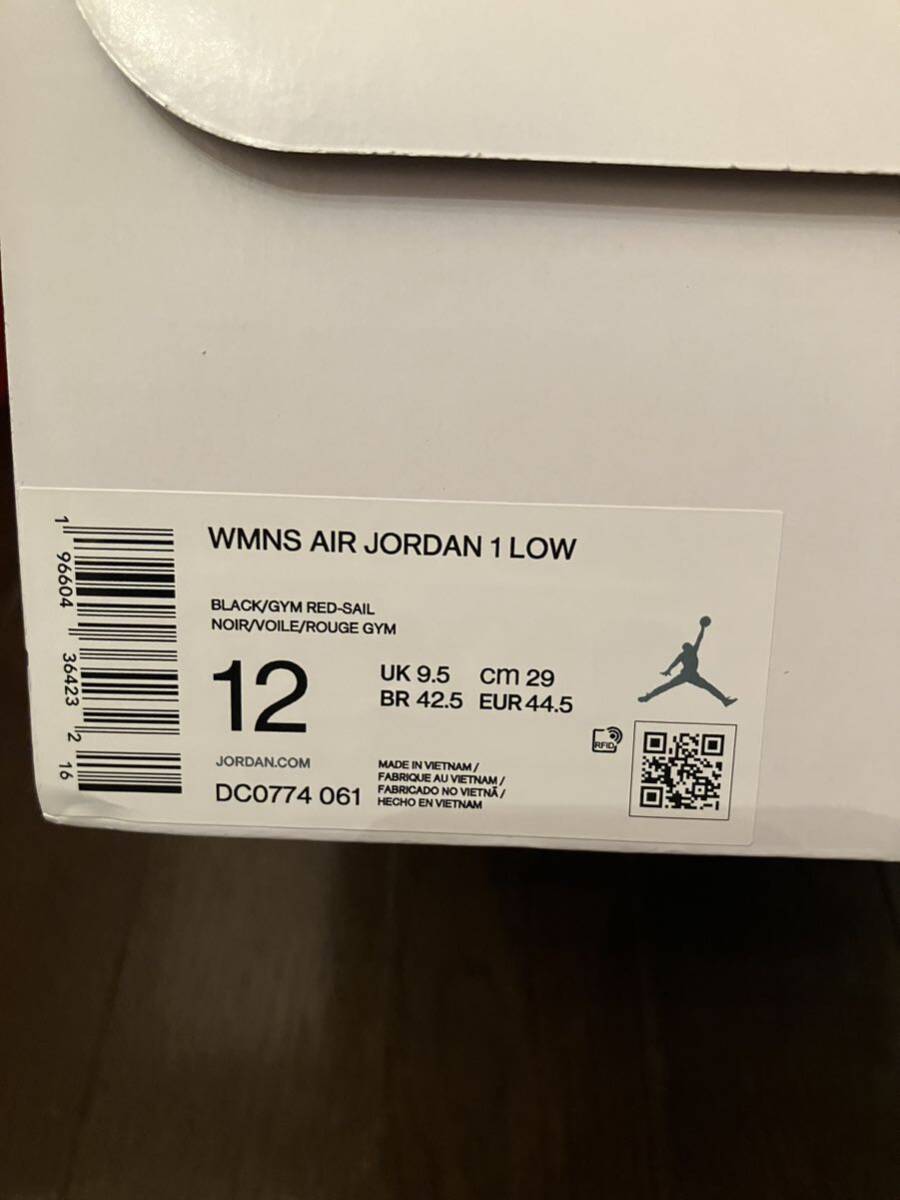 WMNS AIR JORDAN 1 LOW
BLACK/GYM RED-SAIL
NOIR/VOILE/ROUGE GYM
12
UK 9.5 cm 29
BR 42.5 EUR 44.5
JORDAN.COM
DC0774 061
MADE IN VIETNAM /
FABRIQUE AU VIETNAM /
FABRICADO NO VIETNÃ /
HECHO EN VIETNAM
RFID
1 96604 36423 2 16